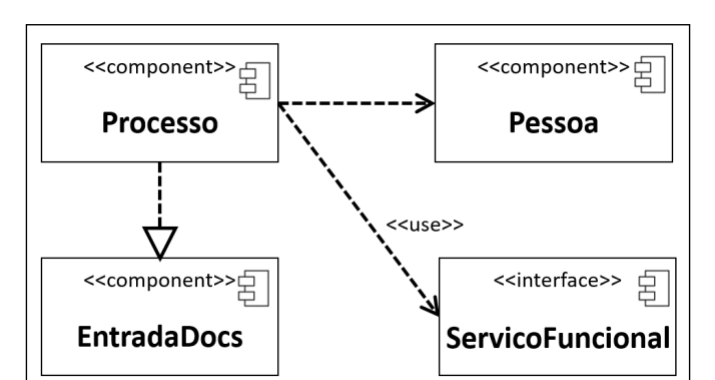 <<component>>
Processo
<<component>>
Pessoa
<<use>>
<<component>>
EntradaDocs
<<interface>>
ServicoFuncional